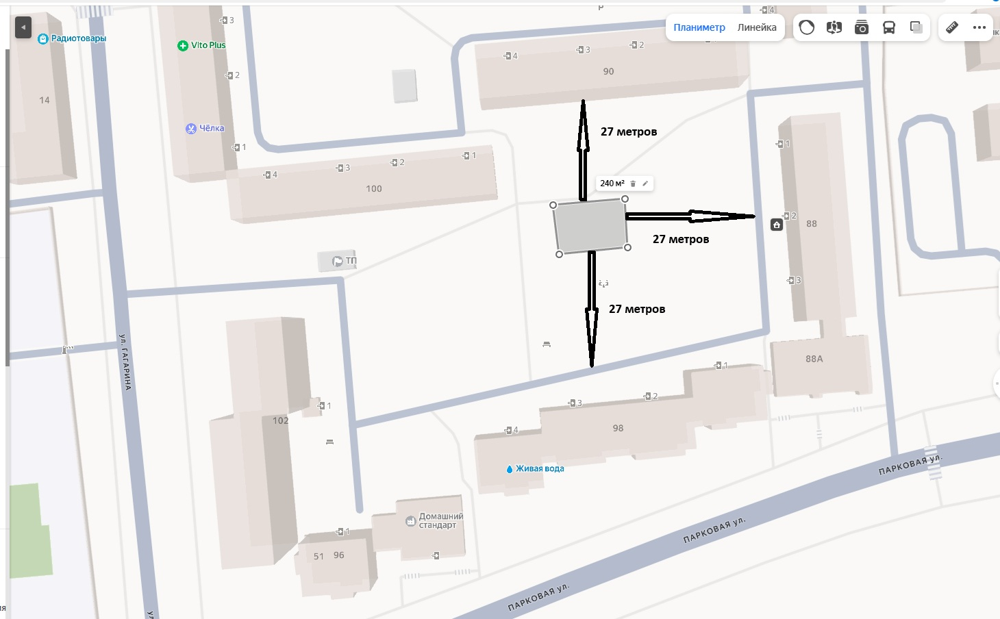 Планиметр
Линейка
4
3
Радиотовары
Vito Plus
4
3
2
90
2
14
27 метров
Чёлка
1
1
1
4
3
2
100
240 м²
2
88
27 метров
ТП
3
27 метров
ул. ГАГАРИНА
88А
1
1
3
2
102
4
98
Живая вода
ПАРКОВАЯ ул.
Домашний
стандарт
ПАРКОВАЯ ул.
1
51
96
ПАРКОВАЯ ул.